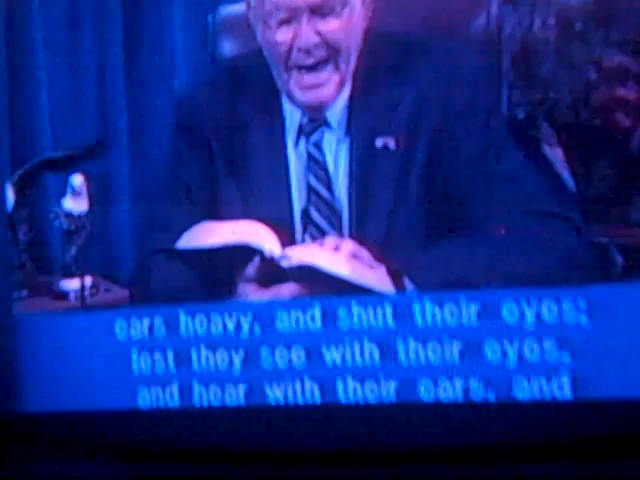 ears heavy, and shut their eyes;
lest they see with their eyes,
and hear with their ears, and